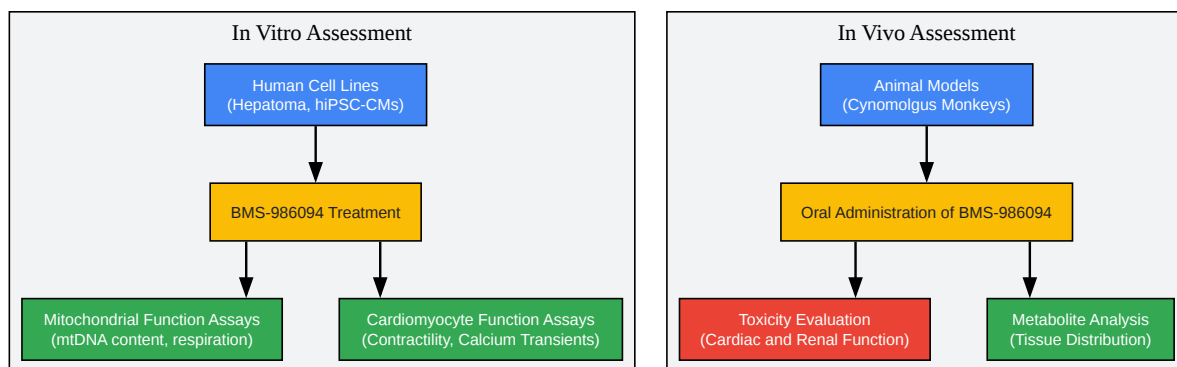 In Vitro Assessment
Human Cell Lines
(Hepatoma, hiPSC-CMs)
BMS-986094 Treatment
Mitochondrial Function Assays
(mtDNA content, respiration)
Cardiomyocyte Function Assays
(Contractility, Calcium Transients)
In Vivo Assessment
Animal Models
(Cynomolgus Monkeys)
Oral Administration of BMS-986094
Toxicity Evaluation
(Cardiac and Renal Function)
Metabolite Analysis
(Tissue Distribution)